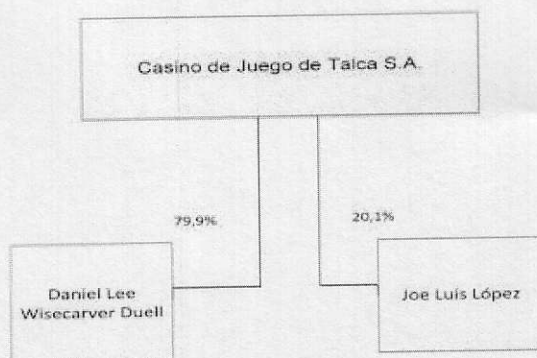 Casino de Juego de Talca S.A.
79,9%
20,1%
Daniel Lee
Wisecarver Duell
Joe Luis López